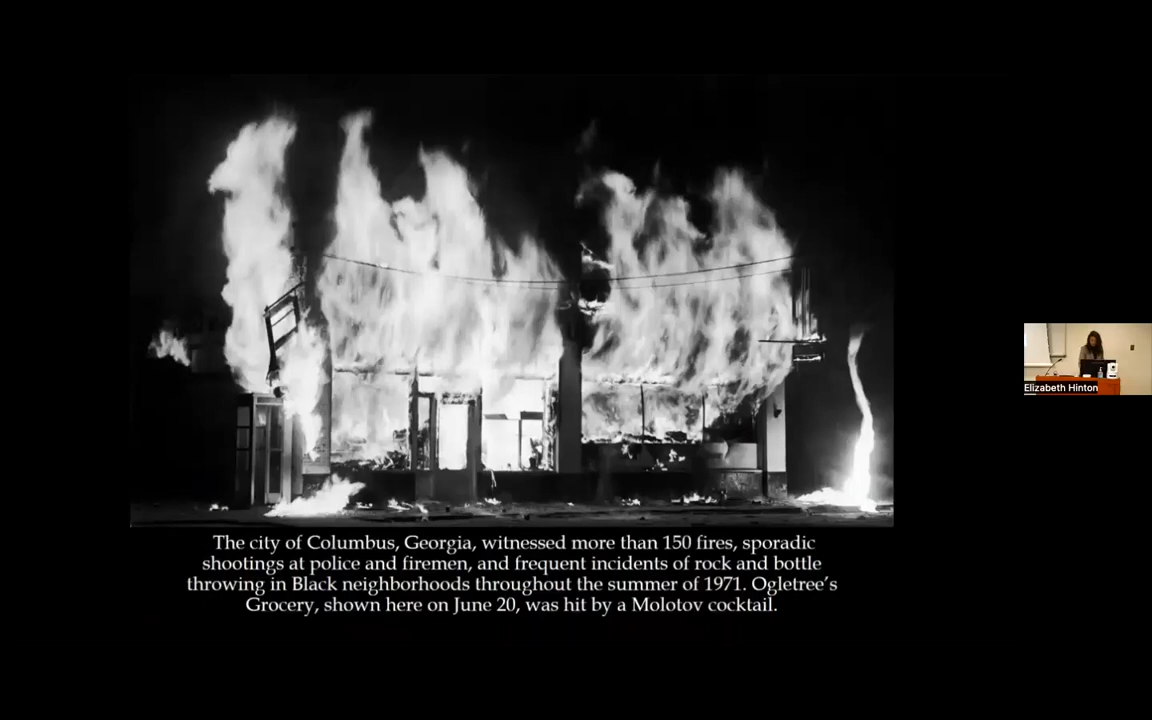 The city of Columbus, Georgia, witnessed more than 150 fires, sporadic
shootings at police and firemen, and frequent incidents of rock and bottle
throwing in Black neighborhoods throughout the summer of 1971. Ogletree's
Grocery, shown here on June 20, was hit by a Molotov cocktail.
Elizabeth Hinton